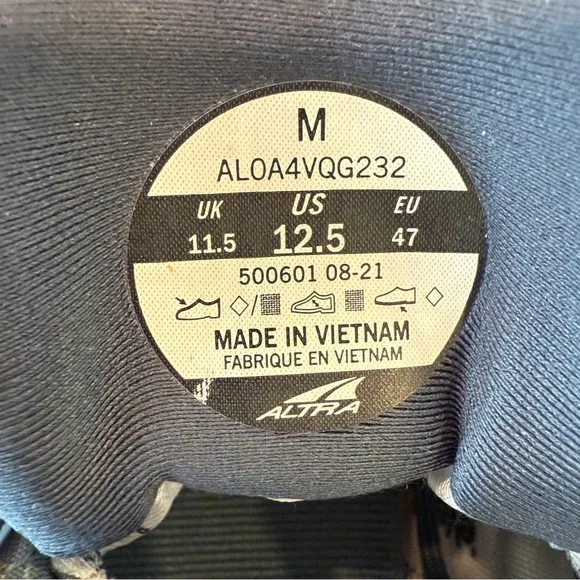 M
AL0A4VQG232
UK US EU
11.5 12.5 47
500601 08-21
MADE IN VIETNAM
FABRIQUE EN VIETNAM
ALTRA